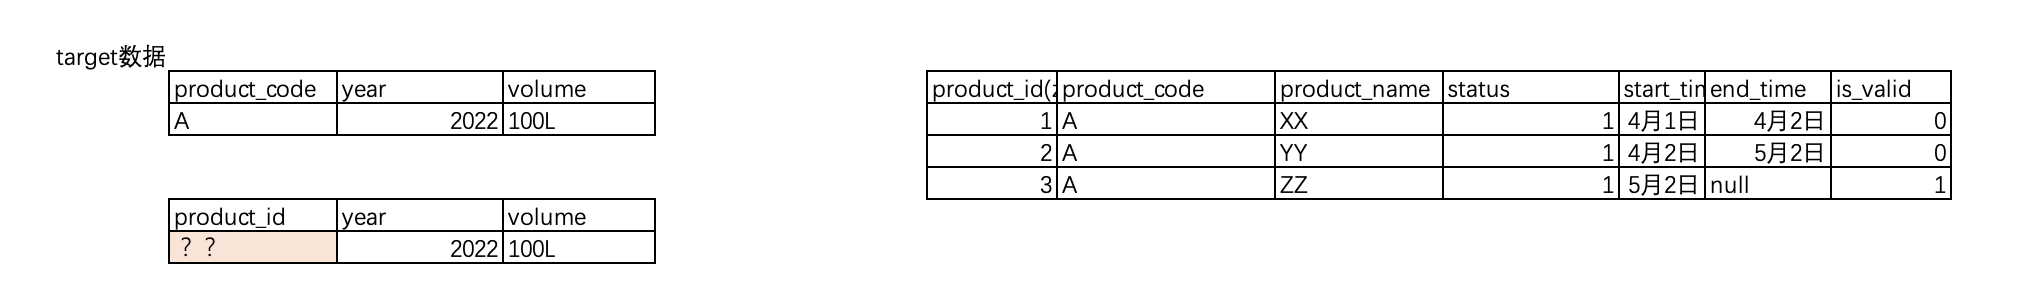 target数据
product_code year volume
A 2022 100L
product_id year volume
？？ 2022 100L
product_id( product_code product_name status start_tin end_time is_valid
1 A XX 1 4月1日 4月2日 0
2 A YY 1 4月2日 5月2日 0
3 A ZZ 1 5月2日 null 1